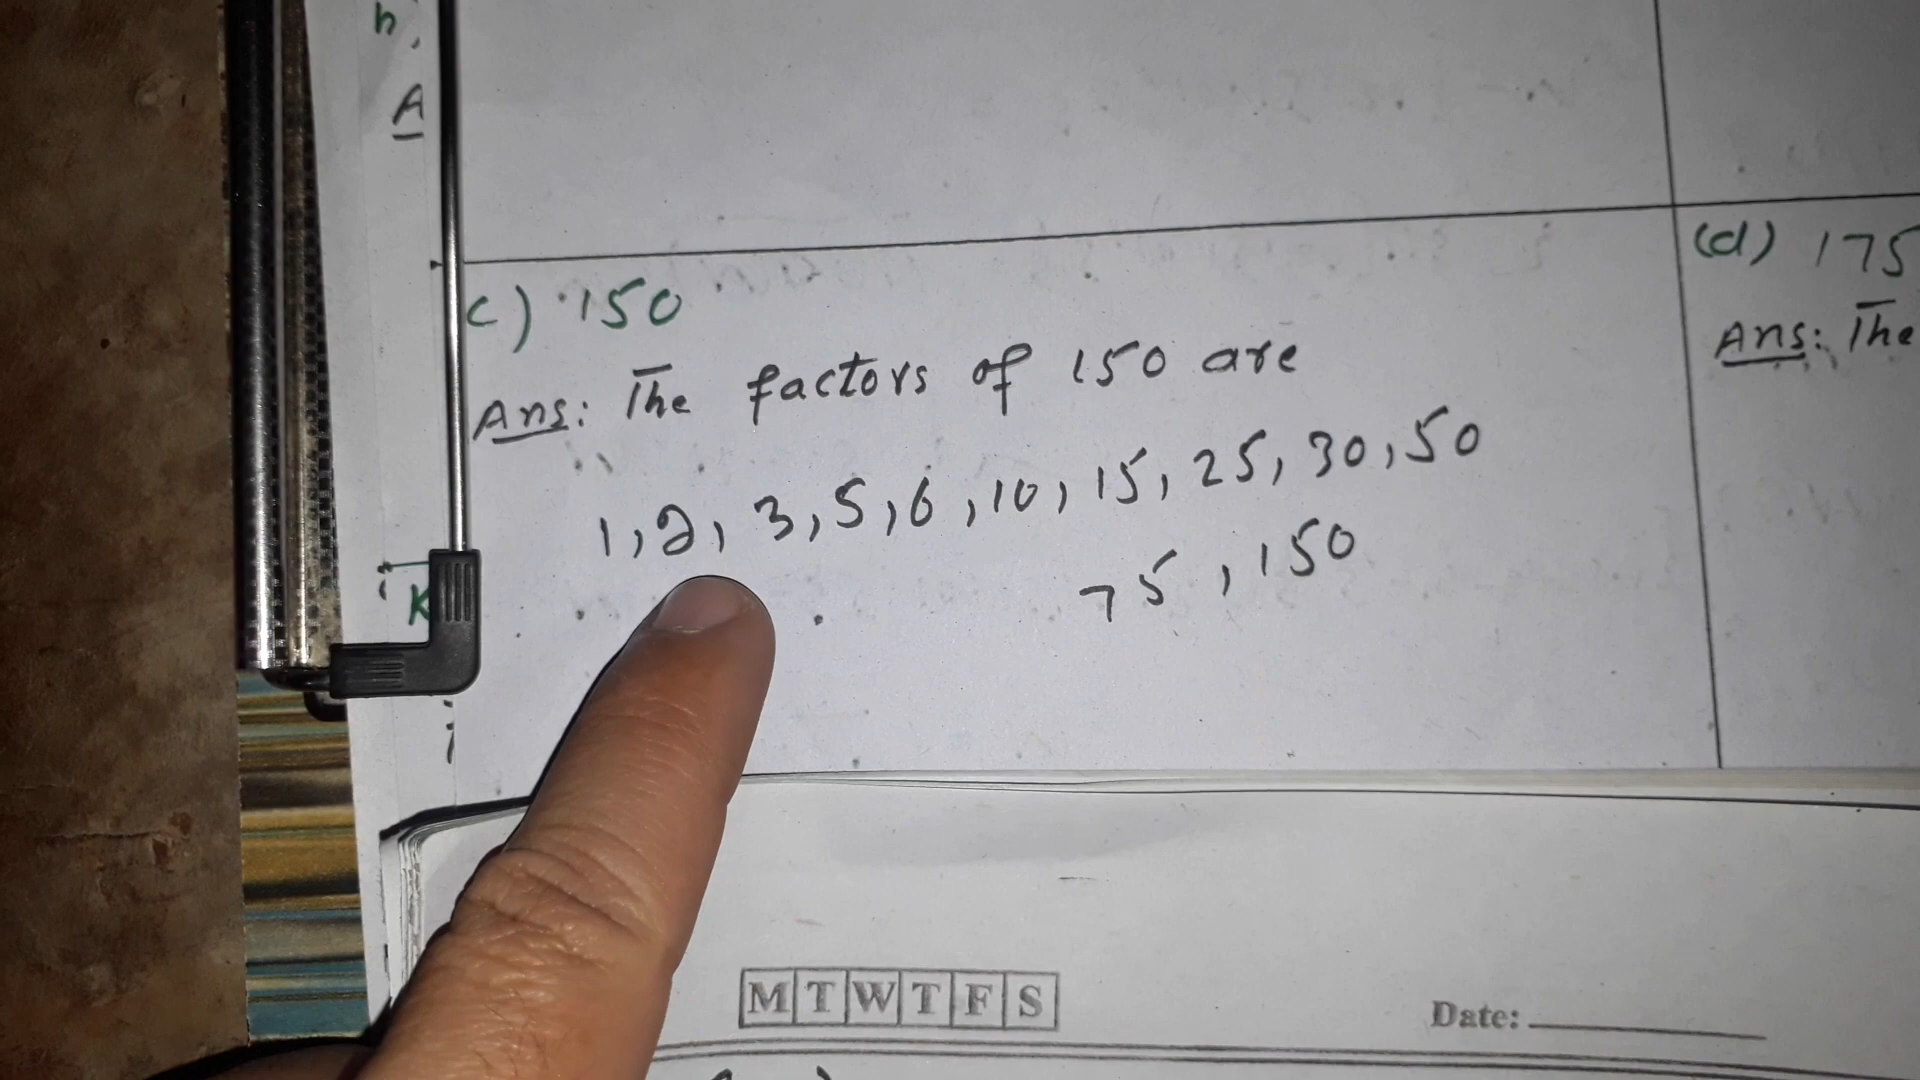 h,
A
c) 150
Ans: The factors of 150 are
1, 2, 3, 5, 6, 10, 15, 25, 30, 50
75, 150
(d) 175
Ans: The
K
M T W T F S
Date: